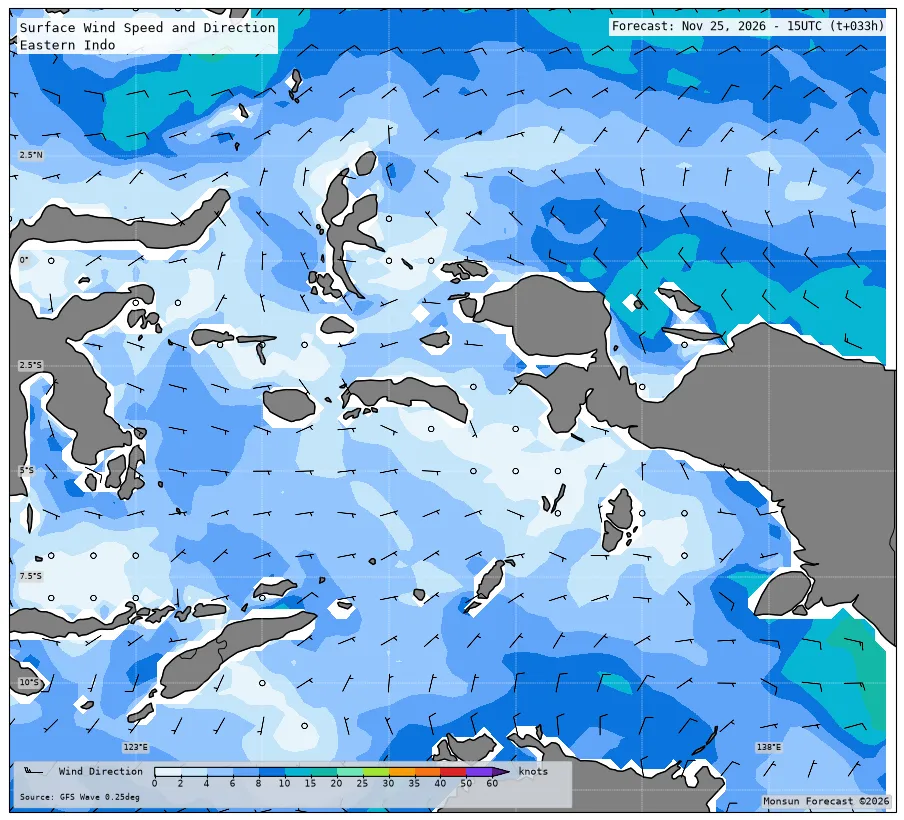 Surface Wind Speed and Direction
Eastern Indo
Forecast: Nov 25, 2026 - 15UTC (t+033h)
2.5°N
0°
2.5°S
5°S
7.5°S
10°S
123°E
138°E
Wind Direction
0 2 4 6 8 10 15 20 25 30 35 40 50 60
knots
Source: GFS Wave 0.25deg
Monsun Forecast ©2026